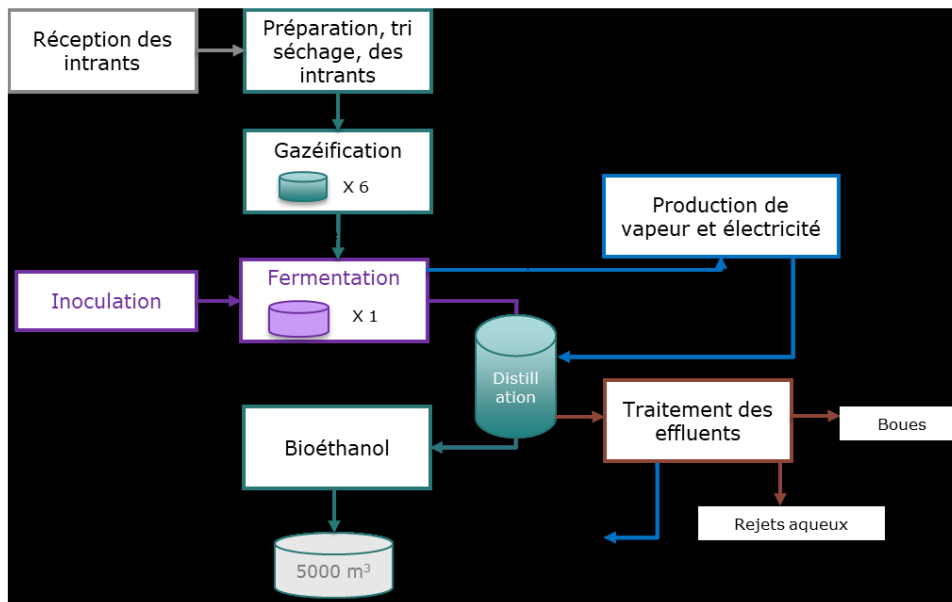 Réception des
intrants
Préparation, tri
séchage, des
intrants
Gazéification
X 6
Production de
vapeur et électricité
Inoculation
Fermentation
X 1
Distill
ation
Traitement des
effluents
Boues
Bioéthanol
Rejets aqueux
5000 m³